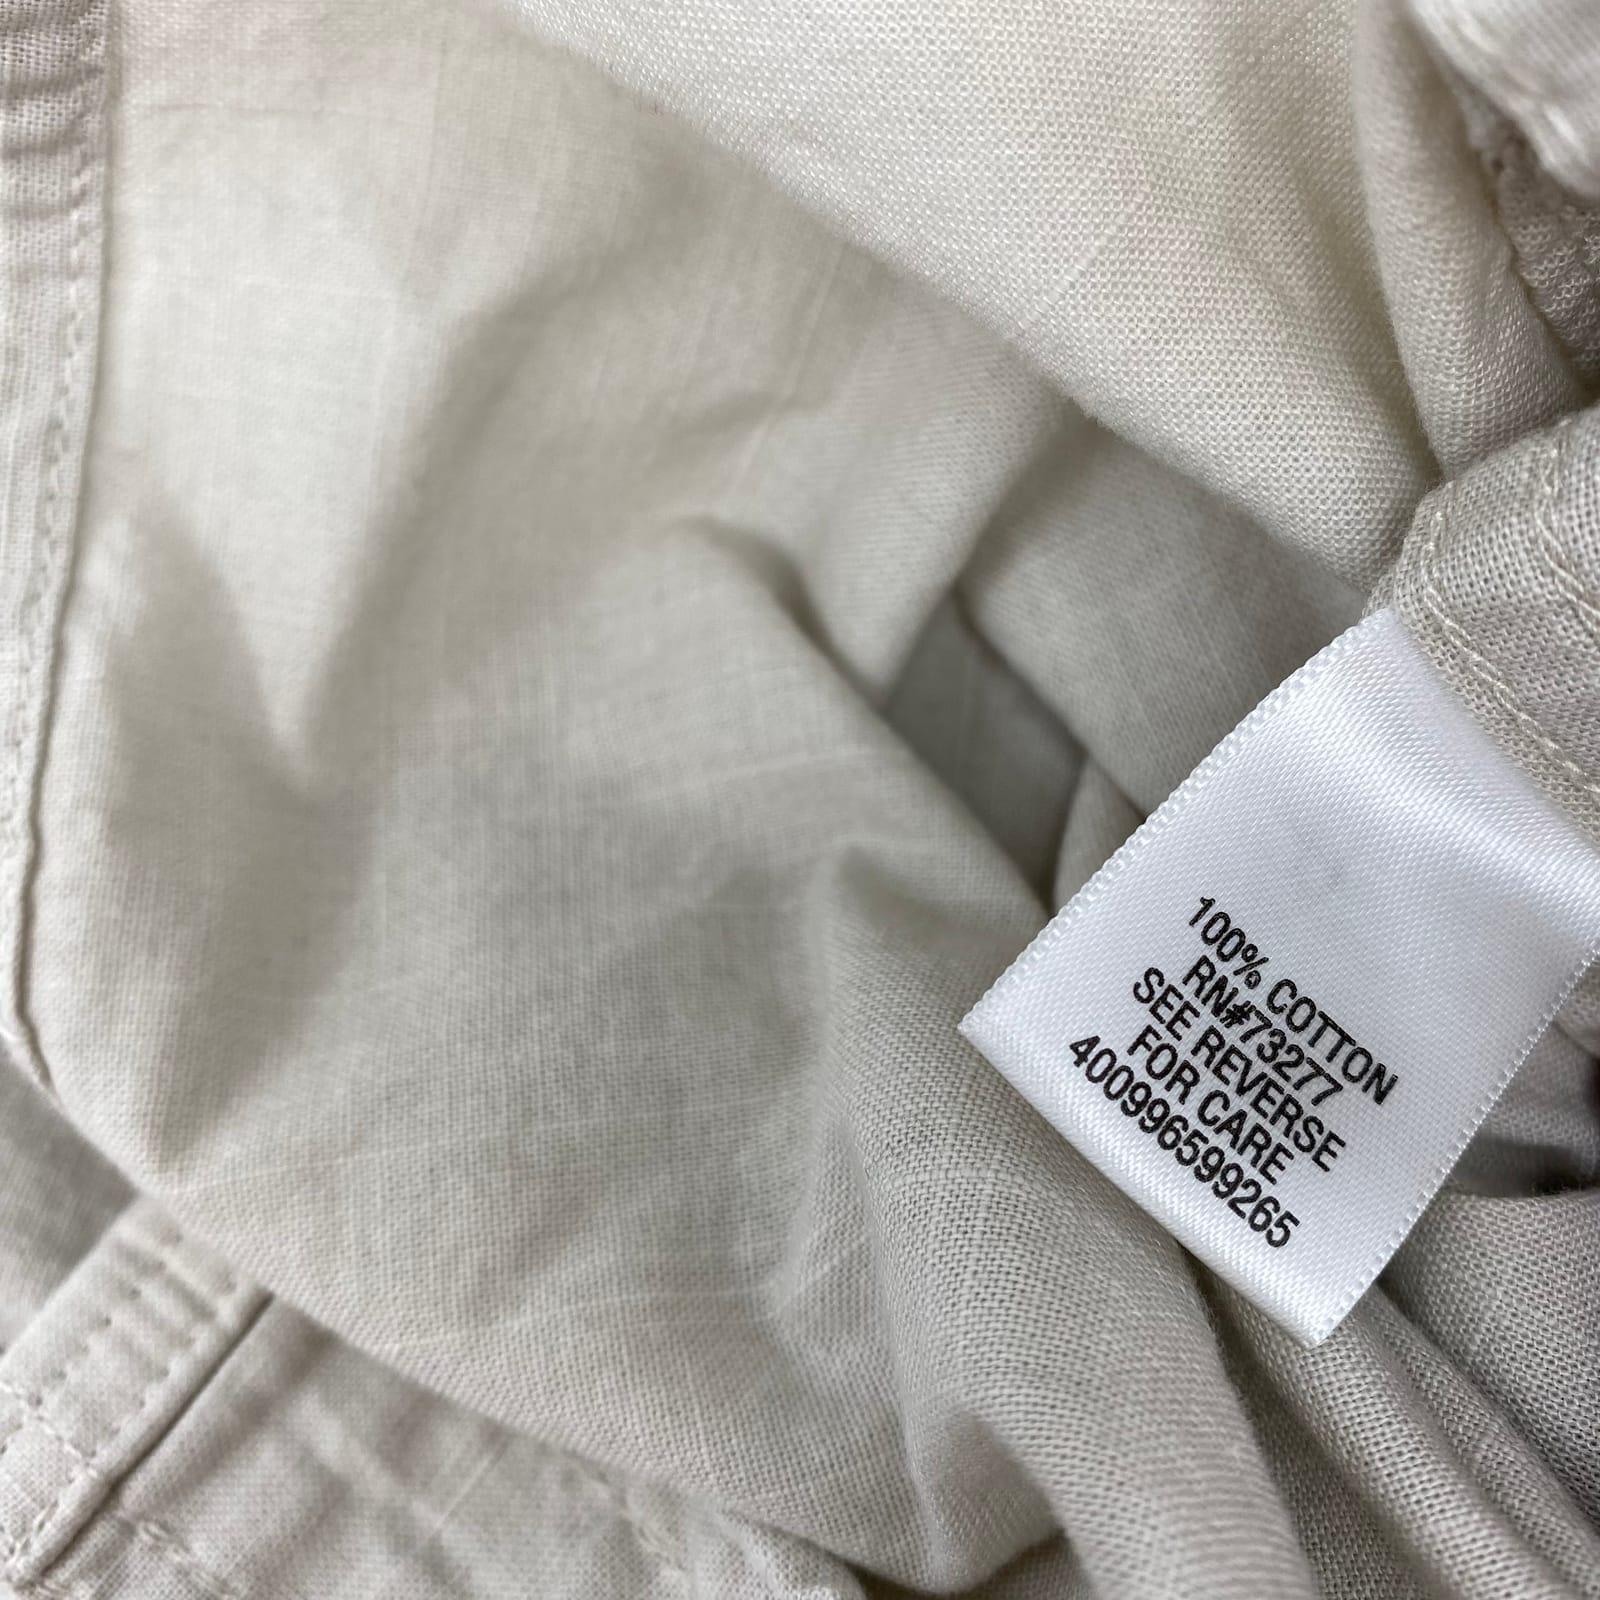 100% COTTON
RN#73277
SEE REVERSE
FOR CARE
400996599265